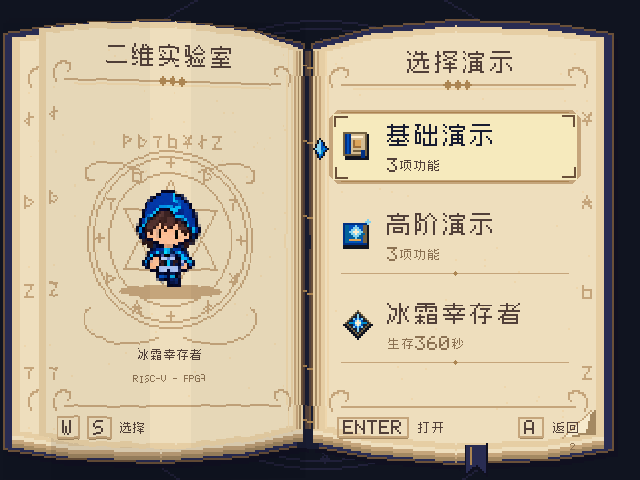 二维实验室
冰霜幸存者
RISC-V - FPGA
W S 选择
选择演示
基础演示
3项功能
高阶演示
3项功能
冰霜幸存者
生存360秒
ENTER 打开
A 返回